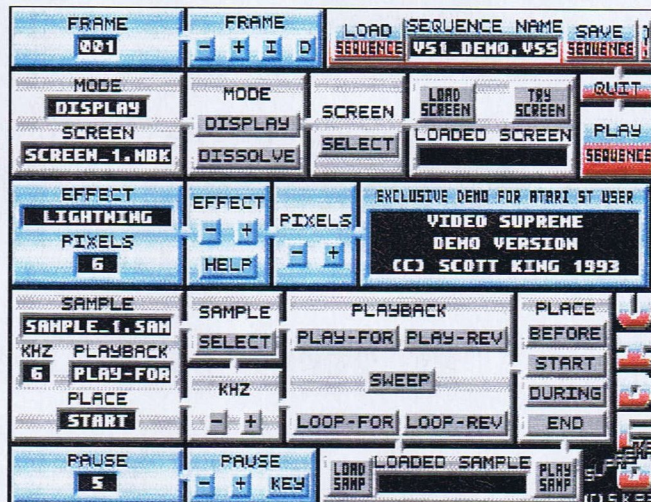 FRAME
001
FRAME
- + I D
LOAD SEQUENCE
SEQUENCE NAME
VS1_DEMO.VSS
SAVE SEQUENCE
QUIT
MODE
DISPLAY
SCREEN
SCREEN_1.MBK
MODE
DISPLAY
DISSOLVE
SCREEN
SELECT
LOAD SCREEN
TRY SCREEN
LOADED SCREEN
PLAY SEQUENCE
EFFECT
LIGHTNING
PIXELS
6
EFFECT
- +
HELP
PIXELS
- +
EXCLUSIVE DEMO FOR ATARI ST USER
VIDEO SUPREME
DEMO VERSION
(C) SCOTT KING 1993
SAMPLE
SAMPLE_1.SAM
KHZ PLAYBACK
6 PLAY-FOR
PLACE
START
SAMPLE
SELECT
KHZ
- +
PLAYBACK
PLAY-FOR PLAY-REV
SWEEP
LOOP-FOR LOOP-REV
PLACE
BEFORE
START
DURING
END
PAUSE
5
PAUSE
- + KEY
LOAD SAMP
LOADED SAMPLE
PLAY SAMP